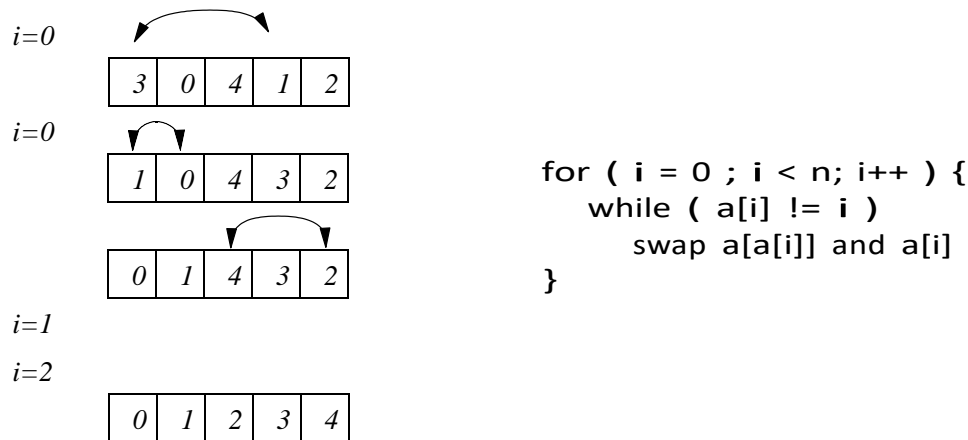 i=0
3 0 4 1 2
i=0
1 0 4 3 2
0 1 4 3 2
i=1
i=2
0 1 2 3 4
for ( i = 0 ; i < n; i++ ) {
while ( a[i] != i )
swap a[a[i]] and a[i]
}